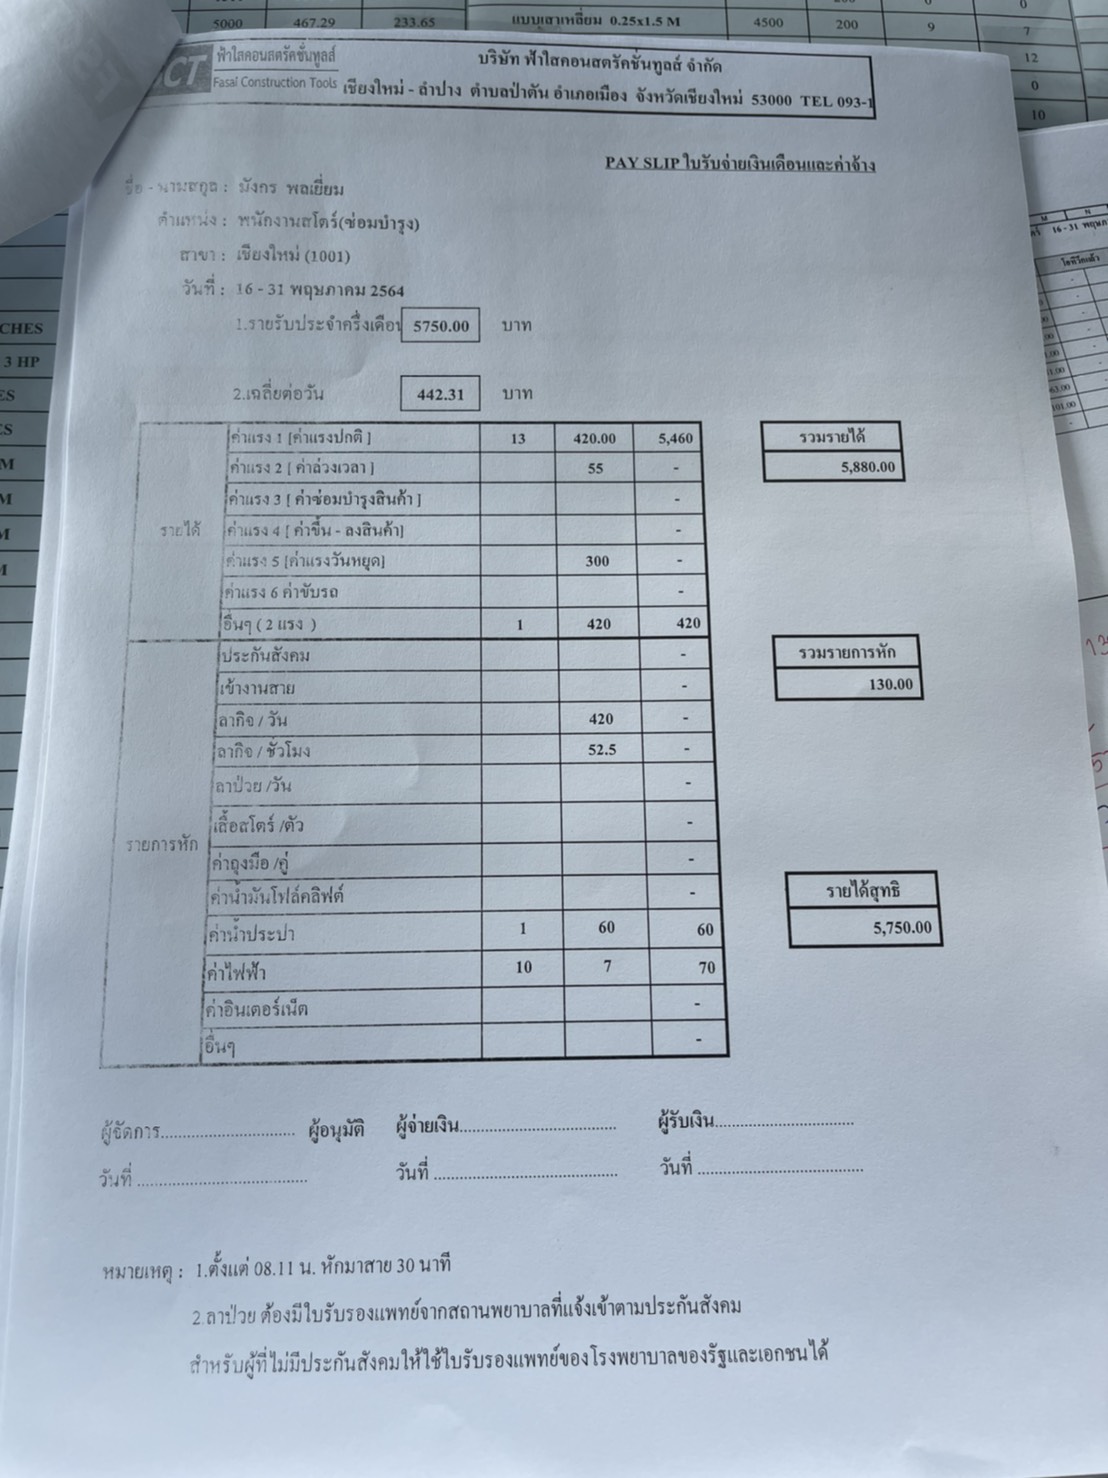 5000 467.29 233.65 แบบเสาเหลี่ยม 0.25x1.5 M 4500 200 9 7
12
0
10
CT ฟ้าใสคอนสตรัคชั่นทูลส์
Fasai Construction Tools
บริษัท ฟ้าใสคอนสตรัคชั่นทูลส์ จำกัด
เชียงใหม่ - ลำปาง ตำบลป่าตัน อำเภอเมือง จังหวัดเชียงใหม่ 53000 TEL 093-1
PAY SLIP ใบรับจ่ายเงินเดือนและค่าจ้าง
ชื่อ - นามสกุล : มังกร พลเยี่ยม
ตำแหน่ง : พนักงานสโตร์(ซ่อมบำรุง)
สาขา : เชียงใหม่ (1001)
วันที่ : 16 - 31 พฤษภาคม 2564
1.รายรับประจำครึ่งเดือน 5750.00 บาท
2.เฉลี่ยต่อวัน 442.31 บาท
รายได้
ค่าแรง 1 [ค่าแรงปกติ ] 13 420.00 5,460
ค่าแรง 2 [ ค่าล่วงเวลา ] 55 -
ค่าแรง 3 [ ค่าซ่อมบำรุงสินค้า ] -
ค่าแรง 4 [ ค่าขึ้น - ลงสินค้า] -
ค่าแรง 5 [ค่าแรงวันหยุด] 300 -
ค่าแรง 6 ค่าขับรถ -
อื่นๆ ( 2 แรง ) 1 420 420
รวมรายได้
5,880.00
รายการหัก
ประกันสังคม -
เข้างานสาย -
ลากิจ / วัน 420 -
ลากิจ / ชั่วโมง 52.5 -
ลาป่วย /วัน -
เสื้อสโตร์ /ตัว -
ค่าถุงมือ /คู่ -
ค่าน้ำมันโฟล์คลิฟต์ -
ค่าน้ำประปา 1 60 60
ค่าไฟฟ้า 10 7 70
ค่าอินเตอร์เน็ต -
อื่นๆ -
รวมรายการหัก
130.00
รายได้สุทธิ
5,750.00
ผู้จัดการ.............................. ผู้อนุมัติ ผู้จ่ายเงิน................................... ผู้รับเงิน...............................
วันที่ ...................................... วันที่ ......................................... วันที่ .....................................
หมายเหตุ : 1.ตั้งแต่ 08.11 น. หักมาสาย 30 นาที
2.ลาป่วย ต้องมีใบรับรองแพทย์จากสถานพยาบาลที่แจ้งเข้าตามประกันสังคม
สำหรับผู้ที่ไม่มีประกันสังคมให้ใช้ใบรับรองแพทย์ของโรงพยาบาลของรัฐและเอกชนได้
CHES
3 HP
M N
16 - 31 พฤษภ
101.00